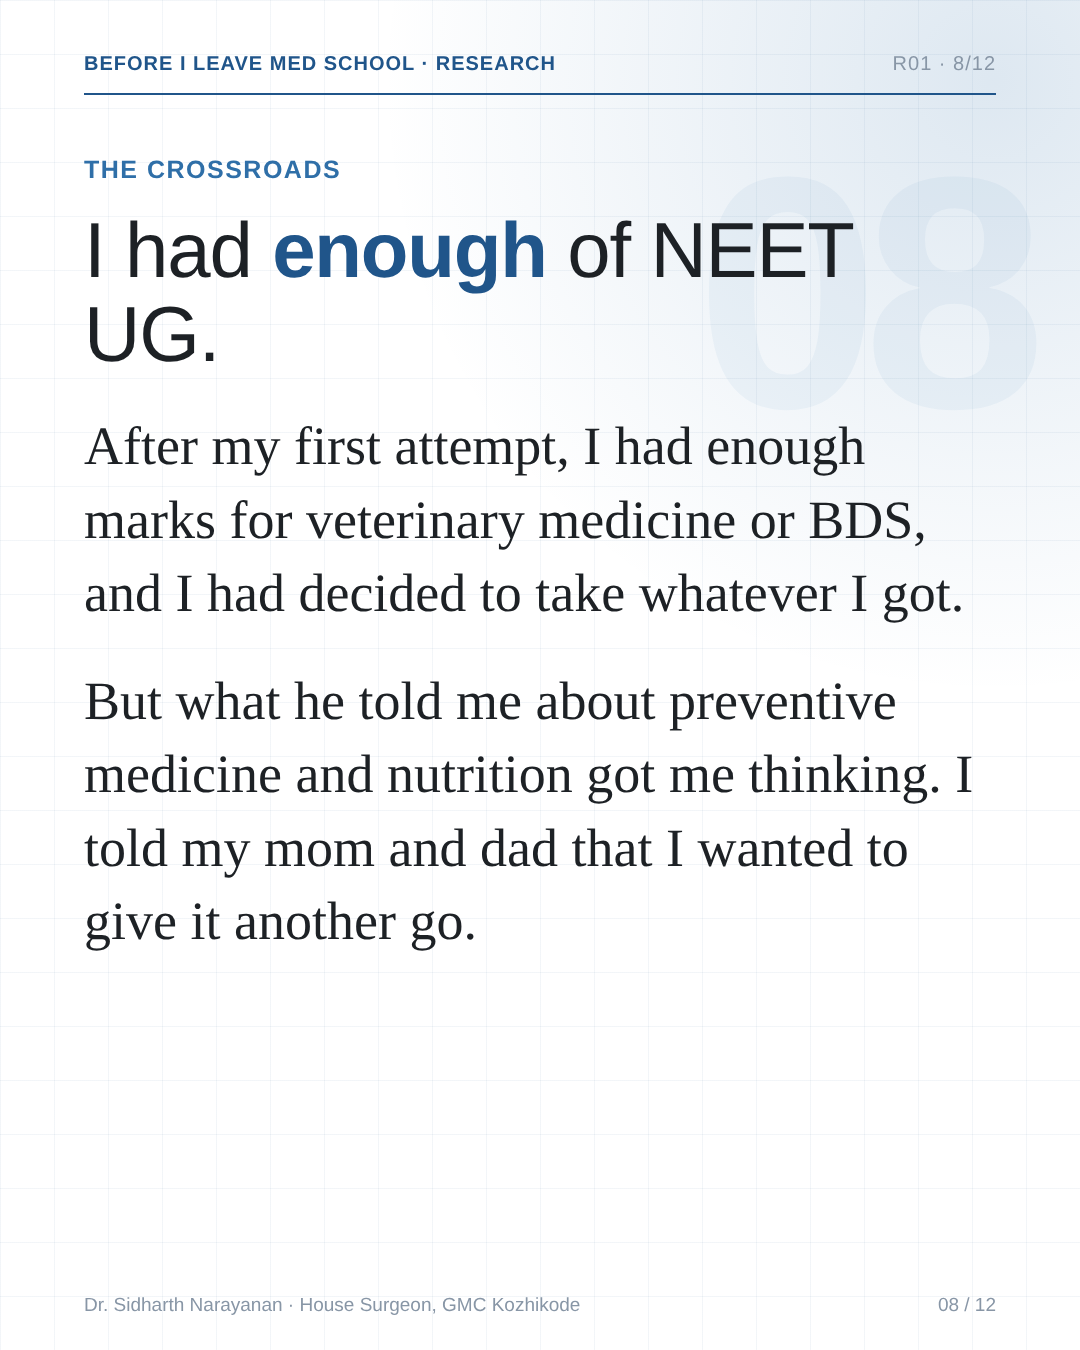 BEFORE I LEAVE MED SCHOOL · RESEARCH
R01 · 8/12
THE CROSSROADS
08
I had enough of NEET
UG.
After my first attempt, I had enough
marks for veterinary medicine or BDS,
and I had decided to take whatever I got.
But what he told me about preventive
medicine and nutrition got me thinking. I
told my mom and dad that I wanted to
give it another go.
Dr. Sidharth Narayanan · House Surgeon, GMC Kozhikode
08 / 12